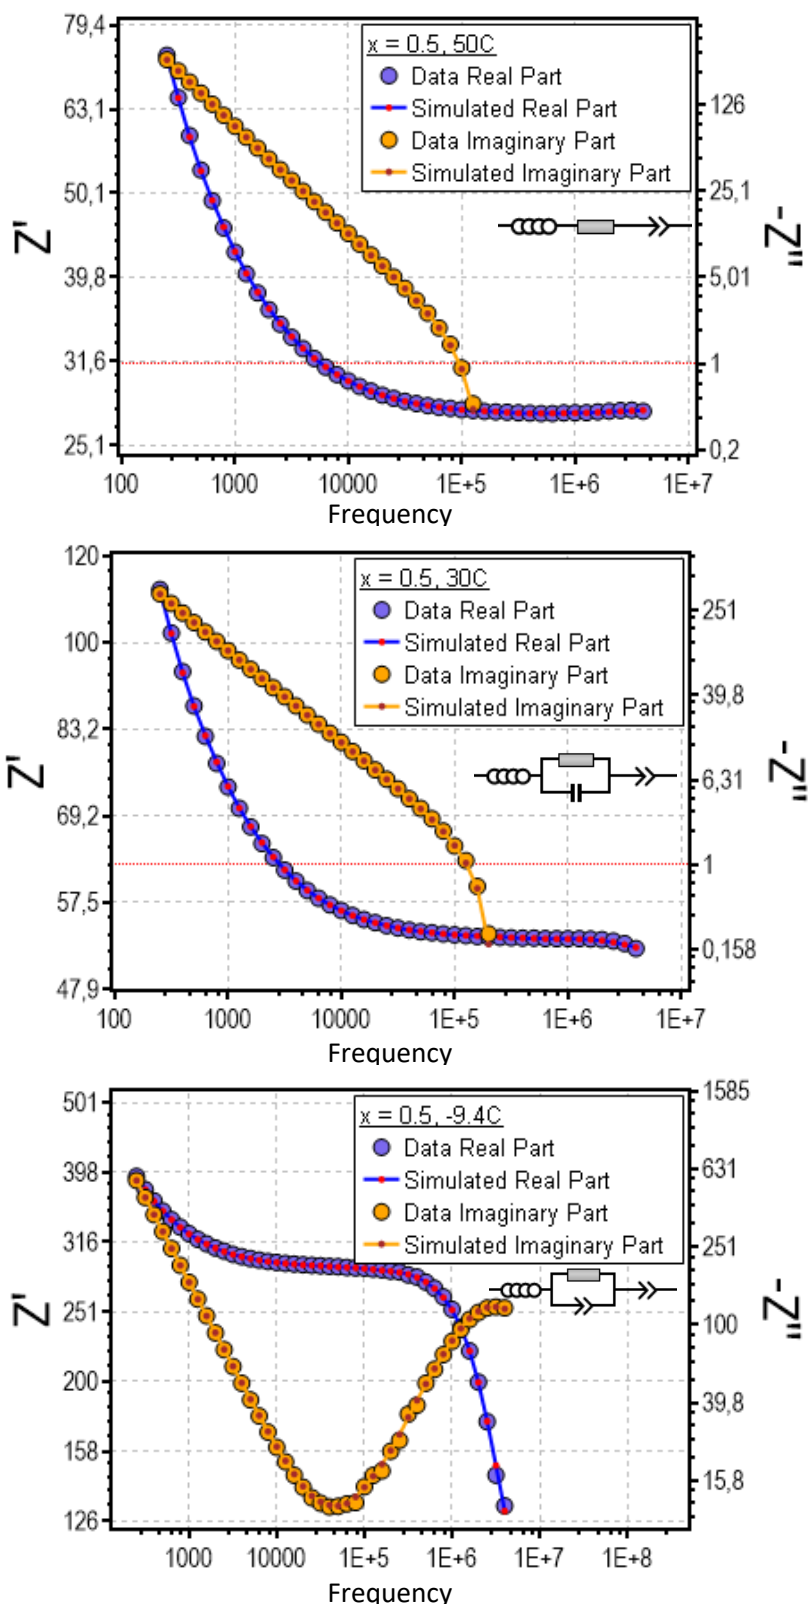 79,4
63,1
50,1
39,8
31,6
25,1
Z'
x = 0.5, 50C
Data Real Part
Simulated Real Part
Data Imaginary Part
Simulated Imaginary Part
126
25,1
5,01
1
0,2
-Z"
100 1000 10000 1E+5 1E+6 1E+7
Frequency
120
100
83,2
69,2
57,5
47,9
Z'
x = 0.5, 30C
Data Real Part
Simulated Real Part
Data Imaginary Part
Simulated Imaginary Part
251
39,8
6,31
1
0,158
-Z"
100 1000 10000 1E+5 1E+6 1E+7
Frequency
501
398
316
251
200
158
126
Z'
x = 0.5, -9.4C
Data Real Part
Simulated Real Part
Data Imaginary Part
Simulated Imaginary Part
1585
631
251
100
39,8
15,8
-Z"
1000 10000 1E+5 1E+6 1E+7 1E+8
Frequency